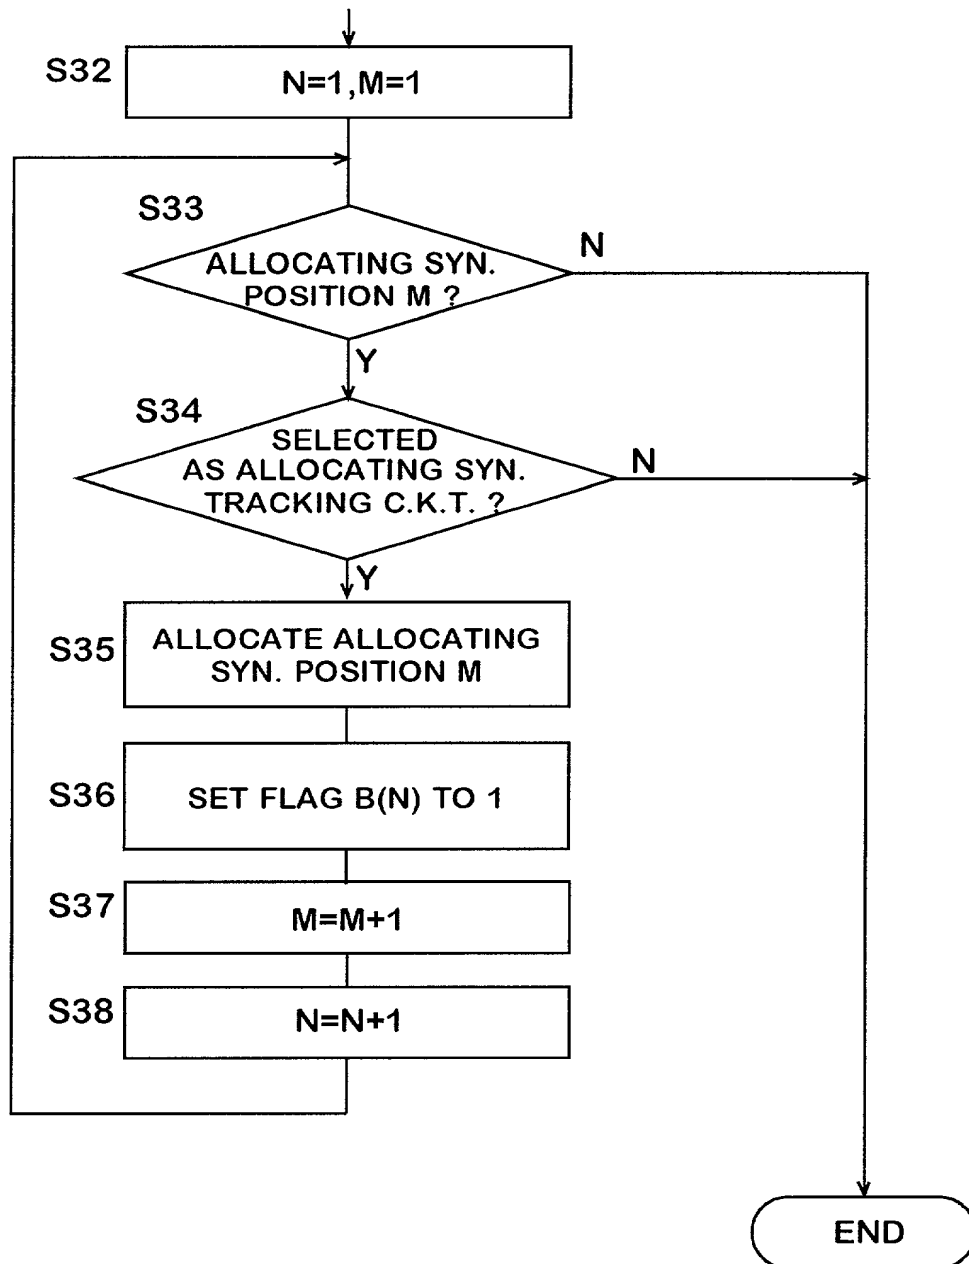 S32
N=1,M=1
S33
ALLOCATING SYN.
POSITION M ?
N
Y
S34
SELECTED
AS ALLOCATING SYN.
TRACKING C.K.T. ?
N
Y
S35
ALLOCATE ALLOCATING
SYN. POSITION M
S36
SET FLAG B(N) TO 1
S37
M=M+1
S38
N=N+1
END